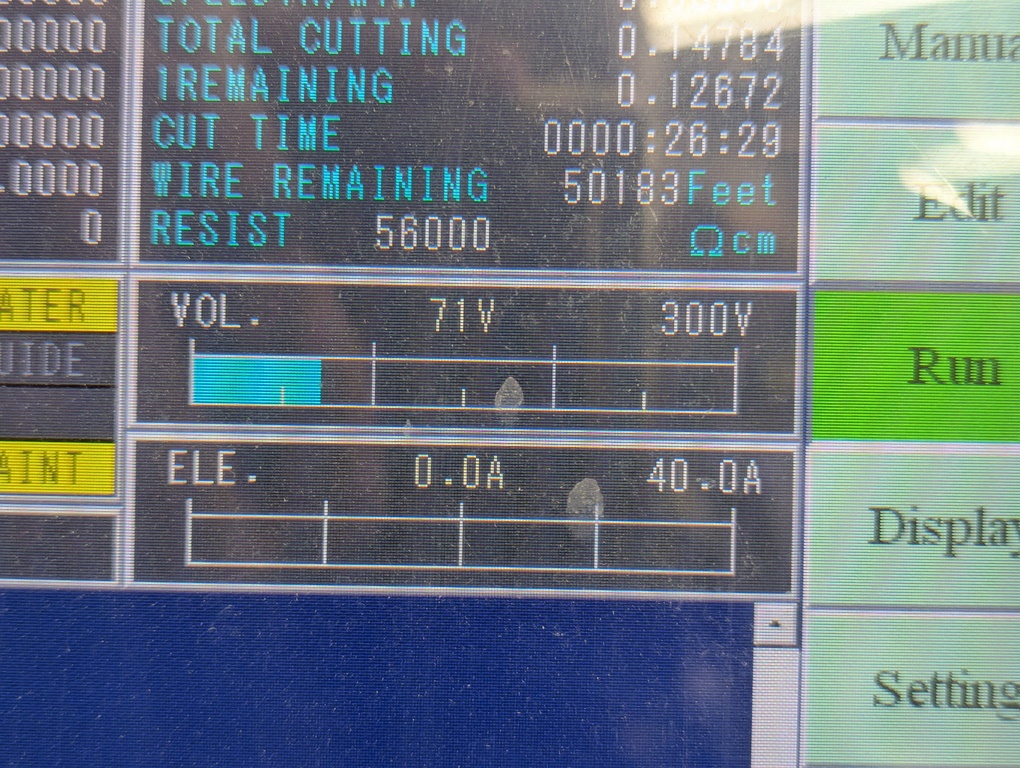 00000
TOTAL CUTTING 0.14784
Manua
00000
1REMAINING 0.12672
00000
CUT TIME 0000:26:29
.0000
WIRE REMAINING 50183 Feet
Edit
0
RESIST 56000 Ωcm
ATER
VOL. 71V 300V
UIDE
Run
AINT
ELE. 0.0A 40.0A
Display
Setting